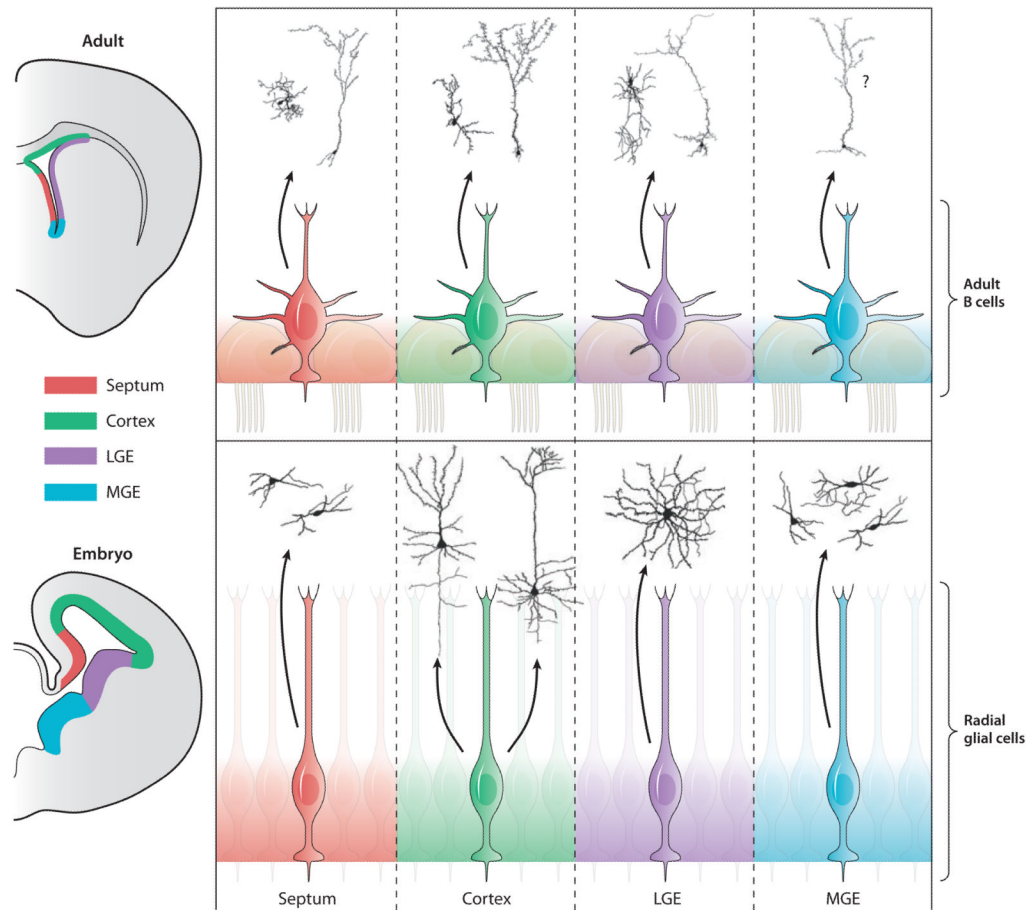 Adult
?
Adult
B cells
Septum
Cortex
LGE
MGE
Embryo
Radial
glial cells
Septum
Cortex
LGE
MGE